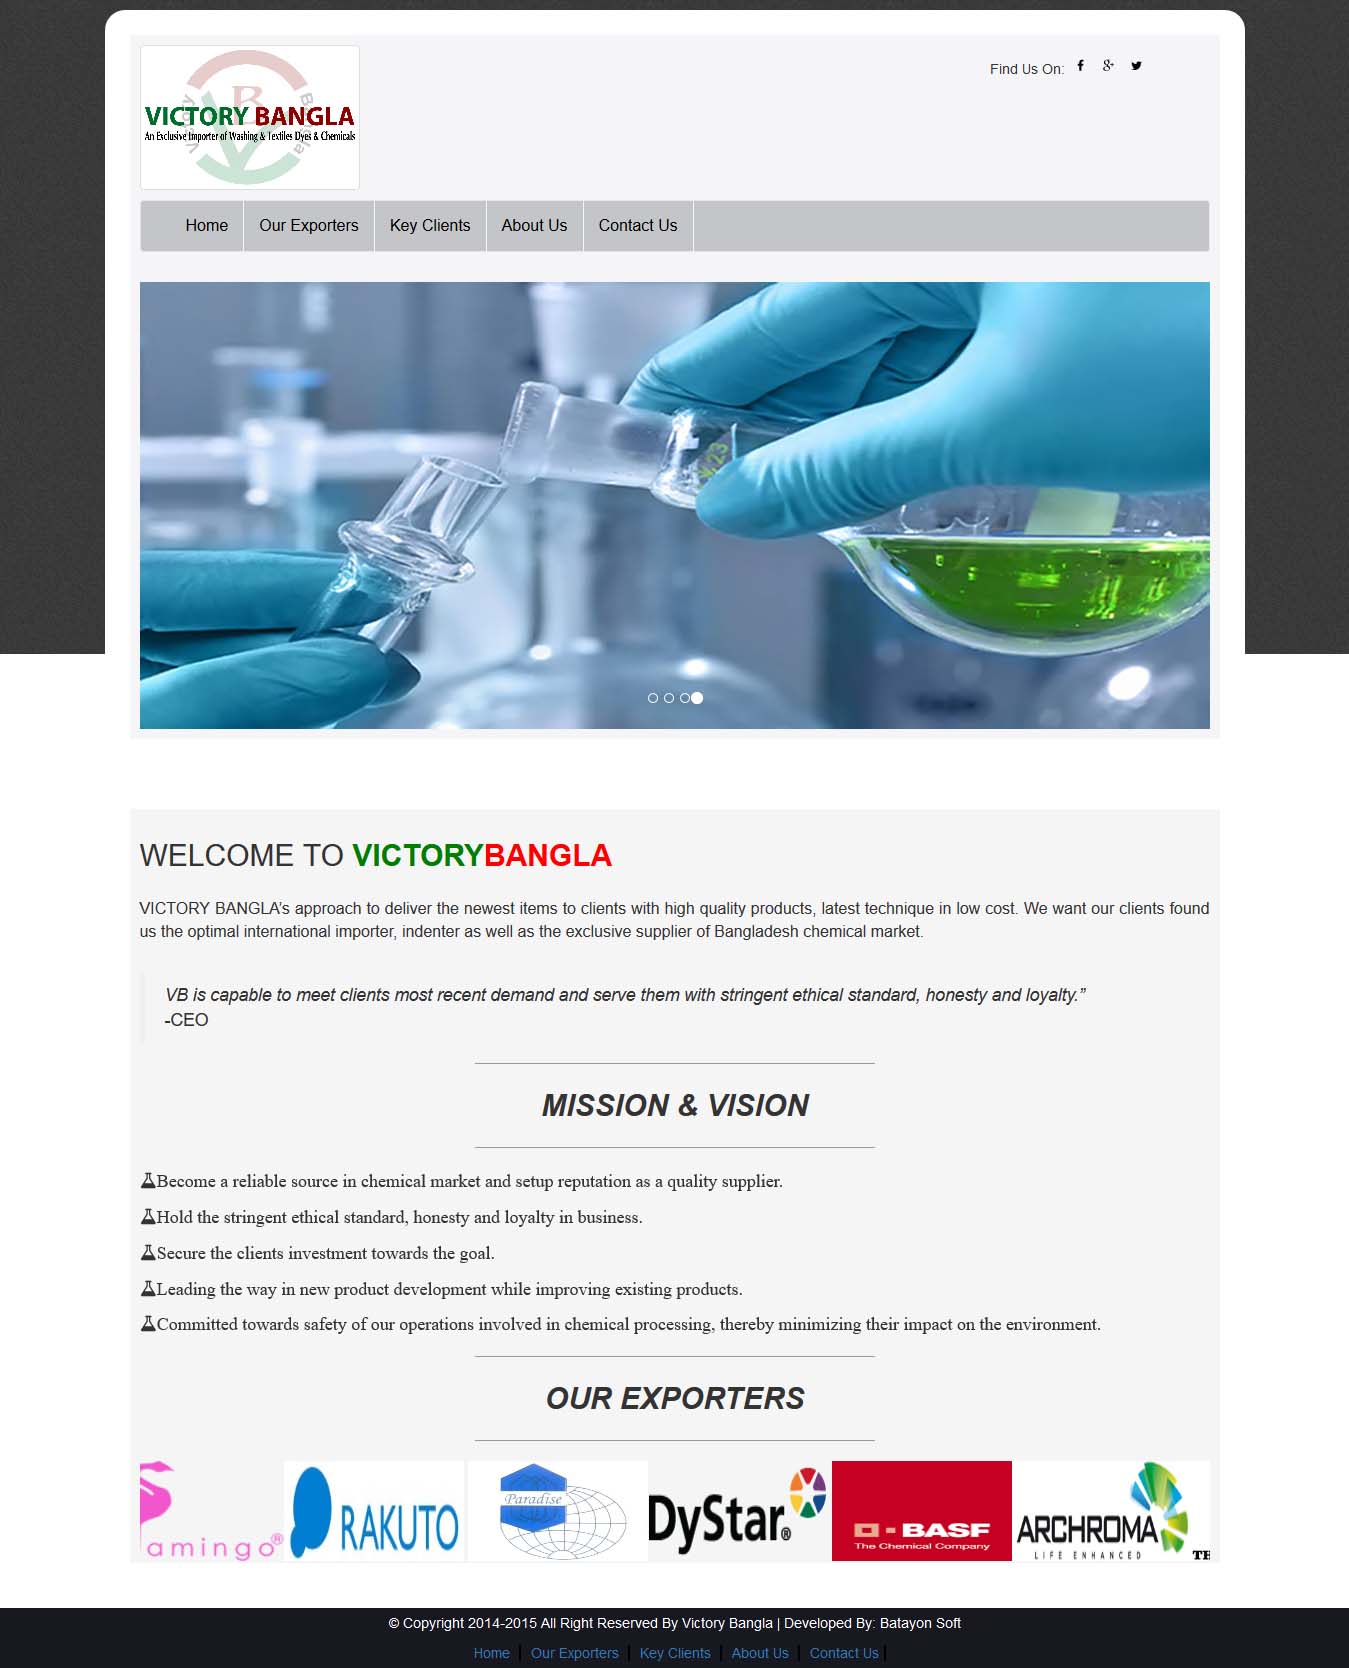 Victory Bangla
B
VICTORY BANGLA
An Exclusive Importer of Washing & Textiles Dyes & Chemicals
Find Us On:
Home Our Exporters Key Clients About Us Contact Us
WELCOME TO VICTORYBANGLA
VICTORY BANGLA’s approach to deliver the newest items to clients with high quality products, latest technique in low cost. We want our clients found
us the optimal international importer, indenter as well as the exclusive supplier of Bangladesh chemical market.
VB is capable to meet clients most recent demand and serve them with stringent ethical standard, honesty and loyalty.”
-CEO
MISSION & VISION
Become a reliable source in chemical market and setup reputation as a quality supplier.
Hold the stringent ethical standard, honesty and loyalty in business.
Secure the clients investment towards the goal.
Leading the way in new product development while improving existing products.
Committed towards safety of our operations involved in chemical processing, thereby minimizing their impact on the environment.
OUR EXPORTERS
amingo®
RAKUTO
Paradise
DyStar®
BASF
The Chemical Company
ARCHROMA
LIFE ENHANCED
TH
© Copyright 2014-2015 All Right Reserved By Victory Bangla | Developed By: Batayon Soft
Home | Our Exporters | Key Clients | About Us | Contact Us |